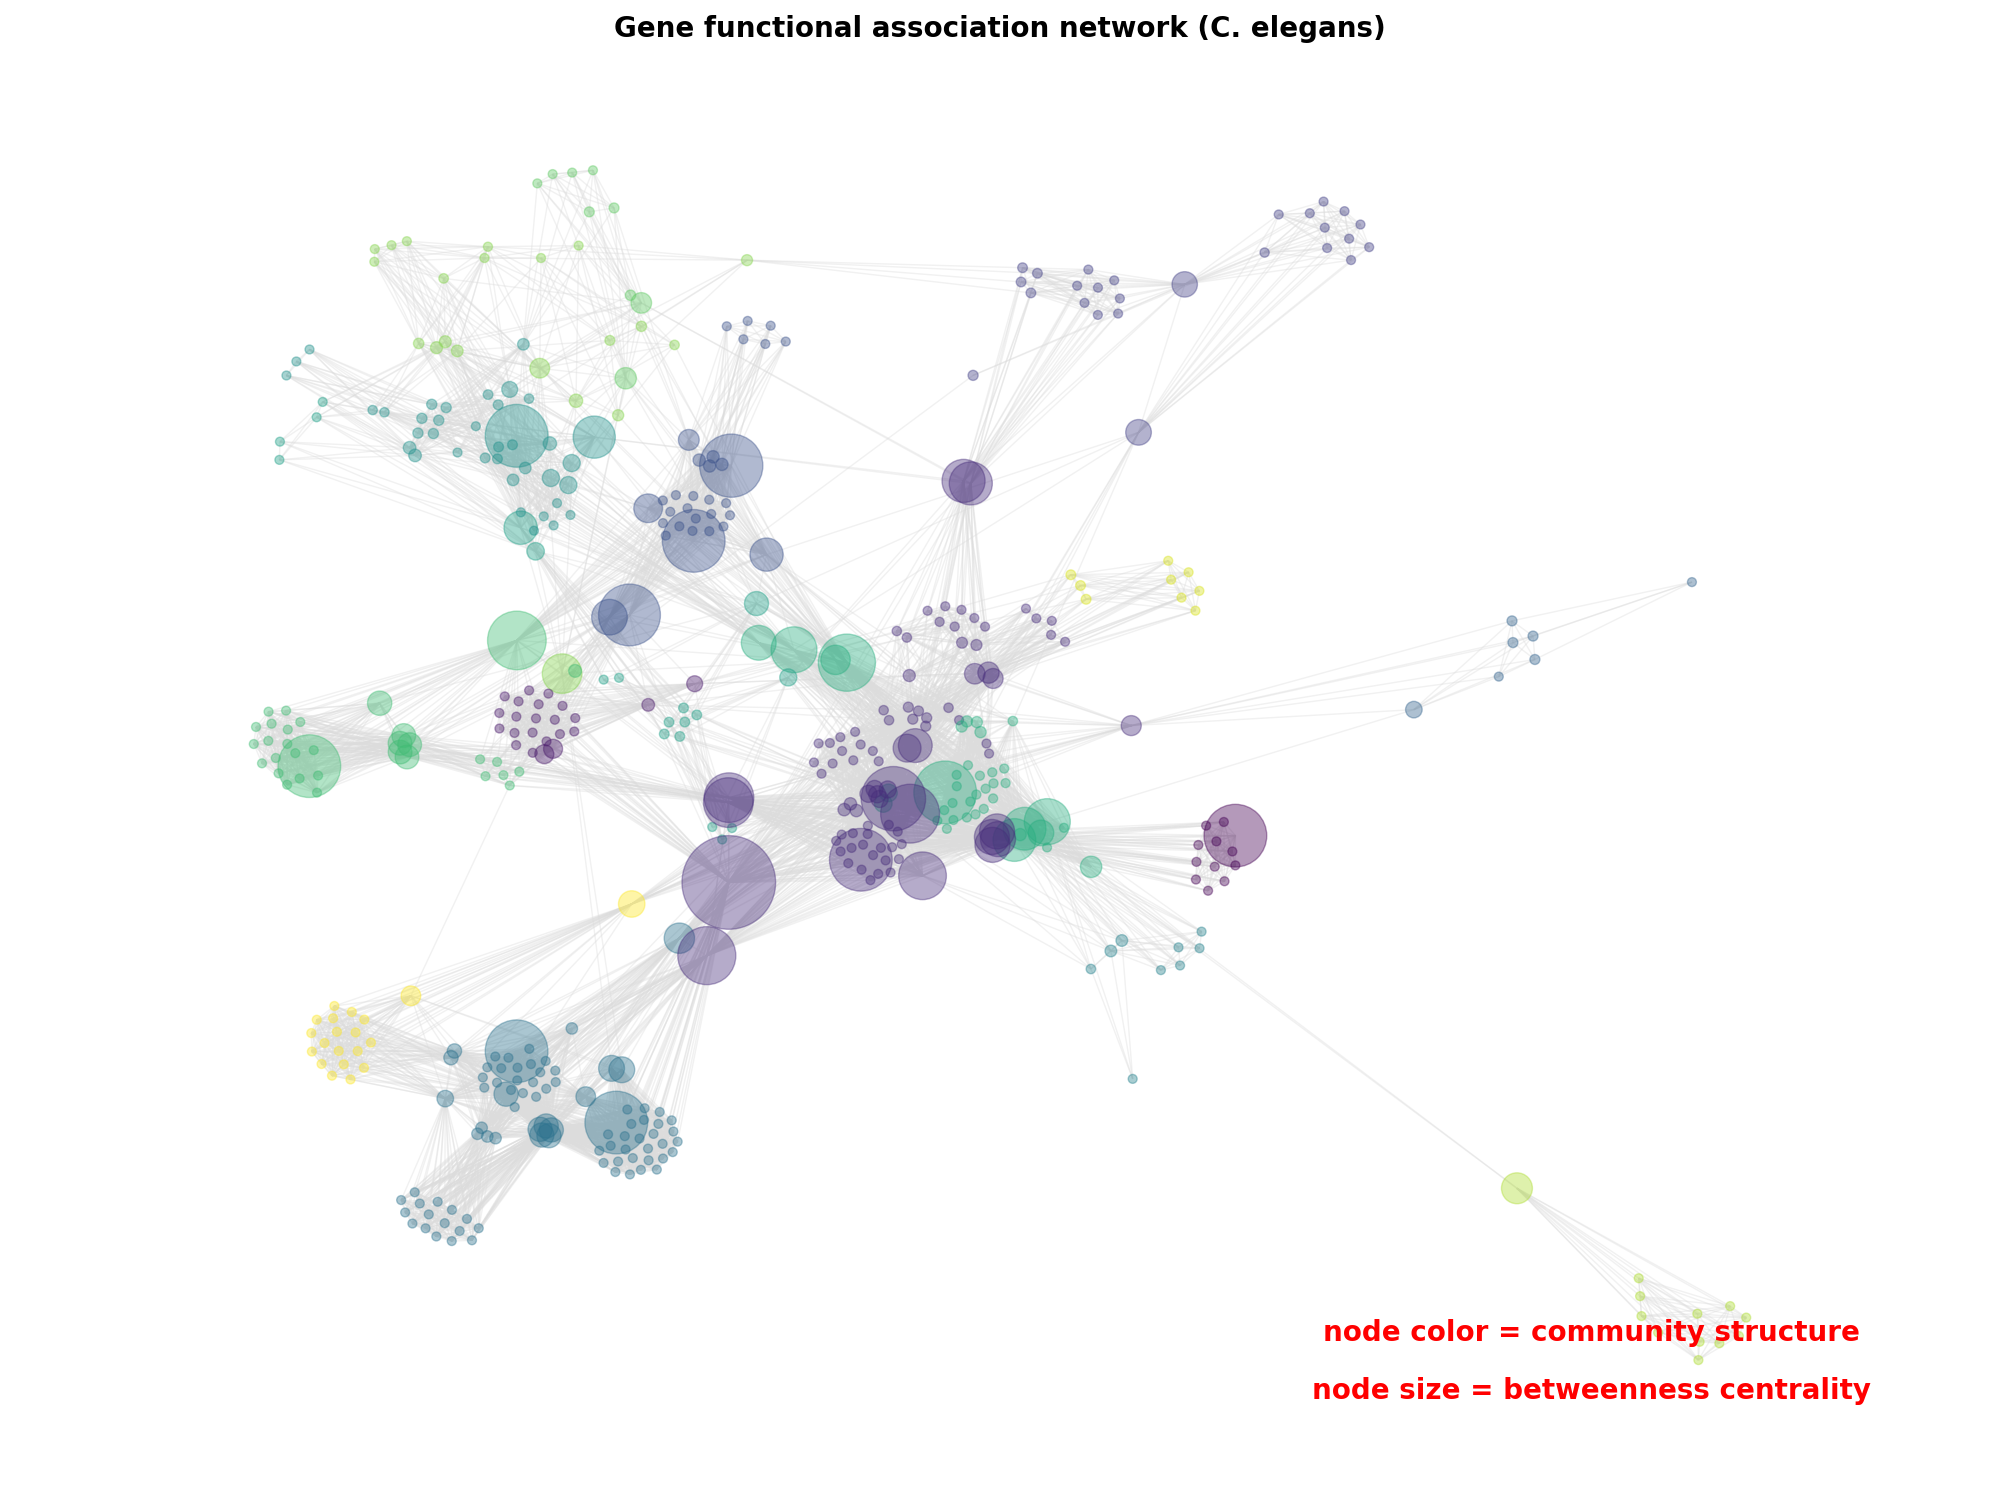 Gene functional association network (C. elegans)
node color = community structure
node size = betweenness centrality